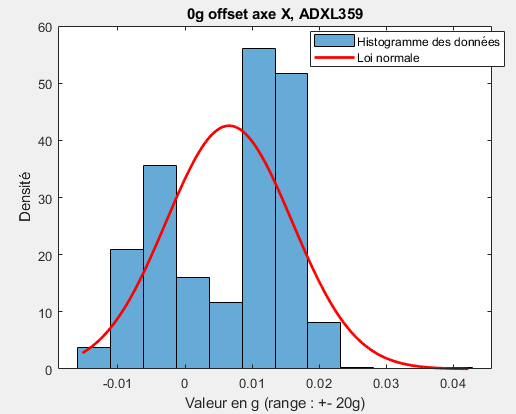 0g offset axe X, ADXL359
Histogramme des données
Loi normale
60
50
40
30
20
10
0
Densité
-0.01
0
0.01
0.02
0.03
0.04
Valeur en g (range : +- 20g)